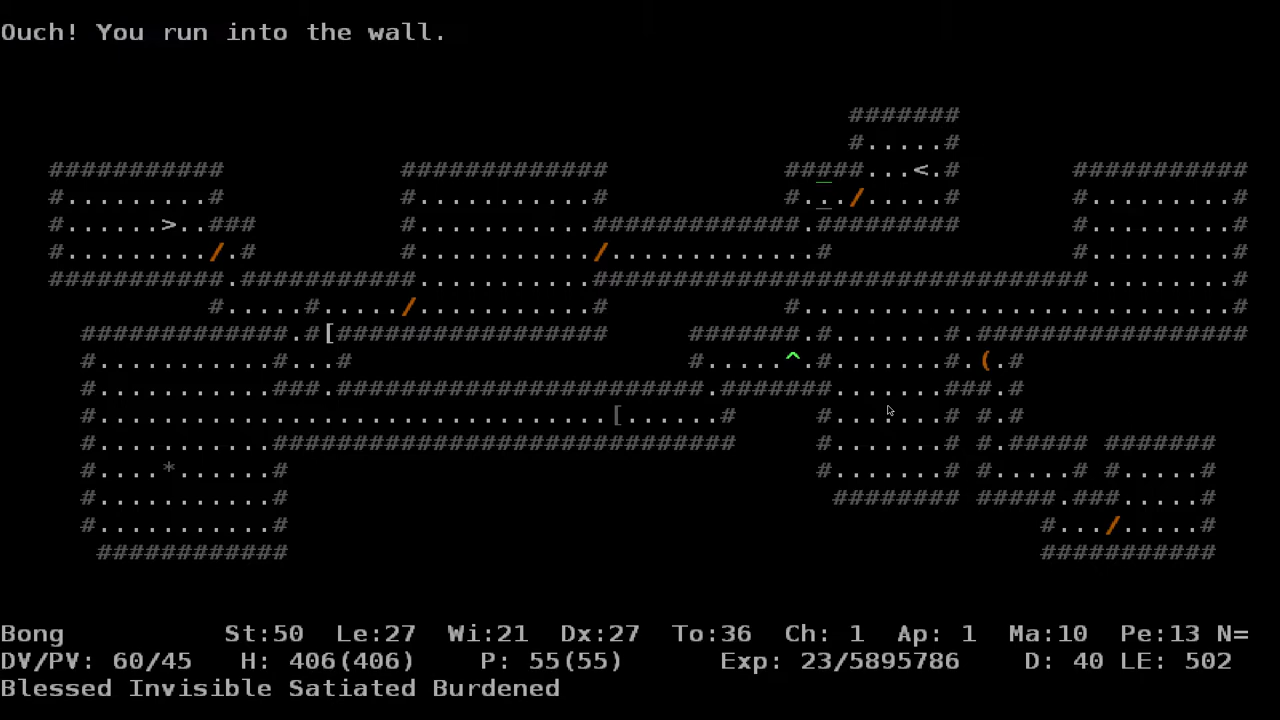 Ouch! You run into the wall.
Bong St:50 Le:27 Wi:21 Dx:27 To:36 Ch: 1 Ap: 1 Ma:10 Pe:13 N=
DV/PV: 60/45 H: 406(406) P: 55(55) Exp: 23/5895786 D: 40 LE: 502
Blessed Invisible Satiated Burdened